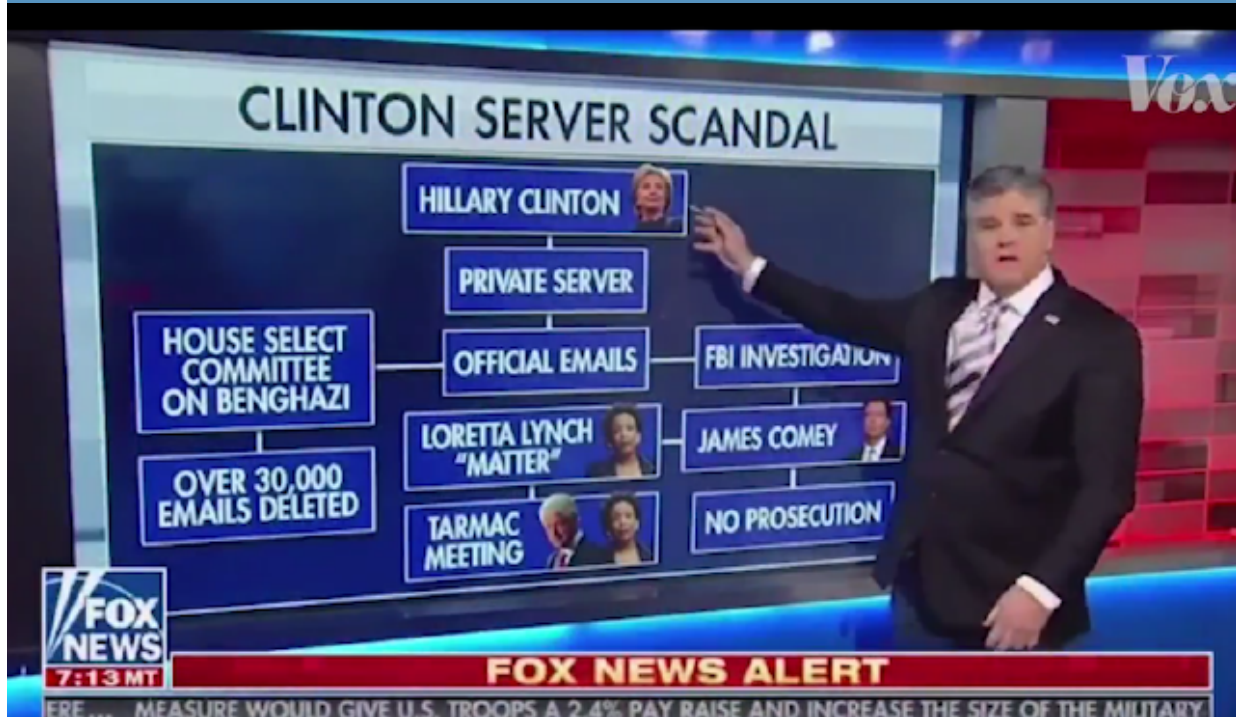 Vox
CLINTON SERVER SCANDAL
HILLARY CLINTON
PRIVATE SERVER
HOUSE SELECT
COMMITTEE
ON BENGHAZI
OFFICIAL EMAILS
FBI INVESTIGATION
OVER 30,000
EMAILS DELETED
LORETTA LYNCH
"MATTER"
JAMES COMEY
TARMAC
MEETING
NO PROSECUTION
FOX
NEWS
7:13 MT
FOX NEWS ALERT
ERE... MEASURE WOULD GIVE U.S. TROOPS A 2.4% PAY RAISE AND INCREASE THE SIZE OF THE MILITARY